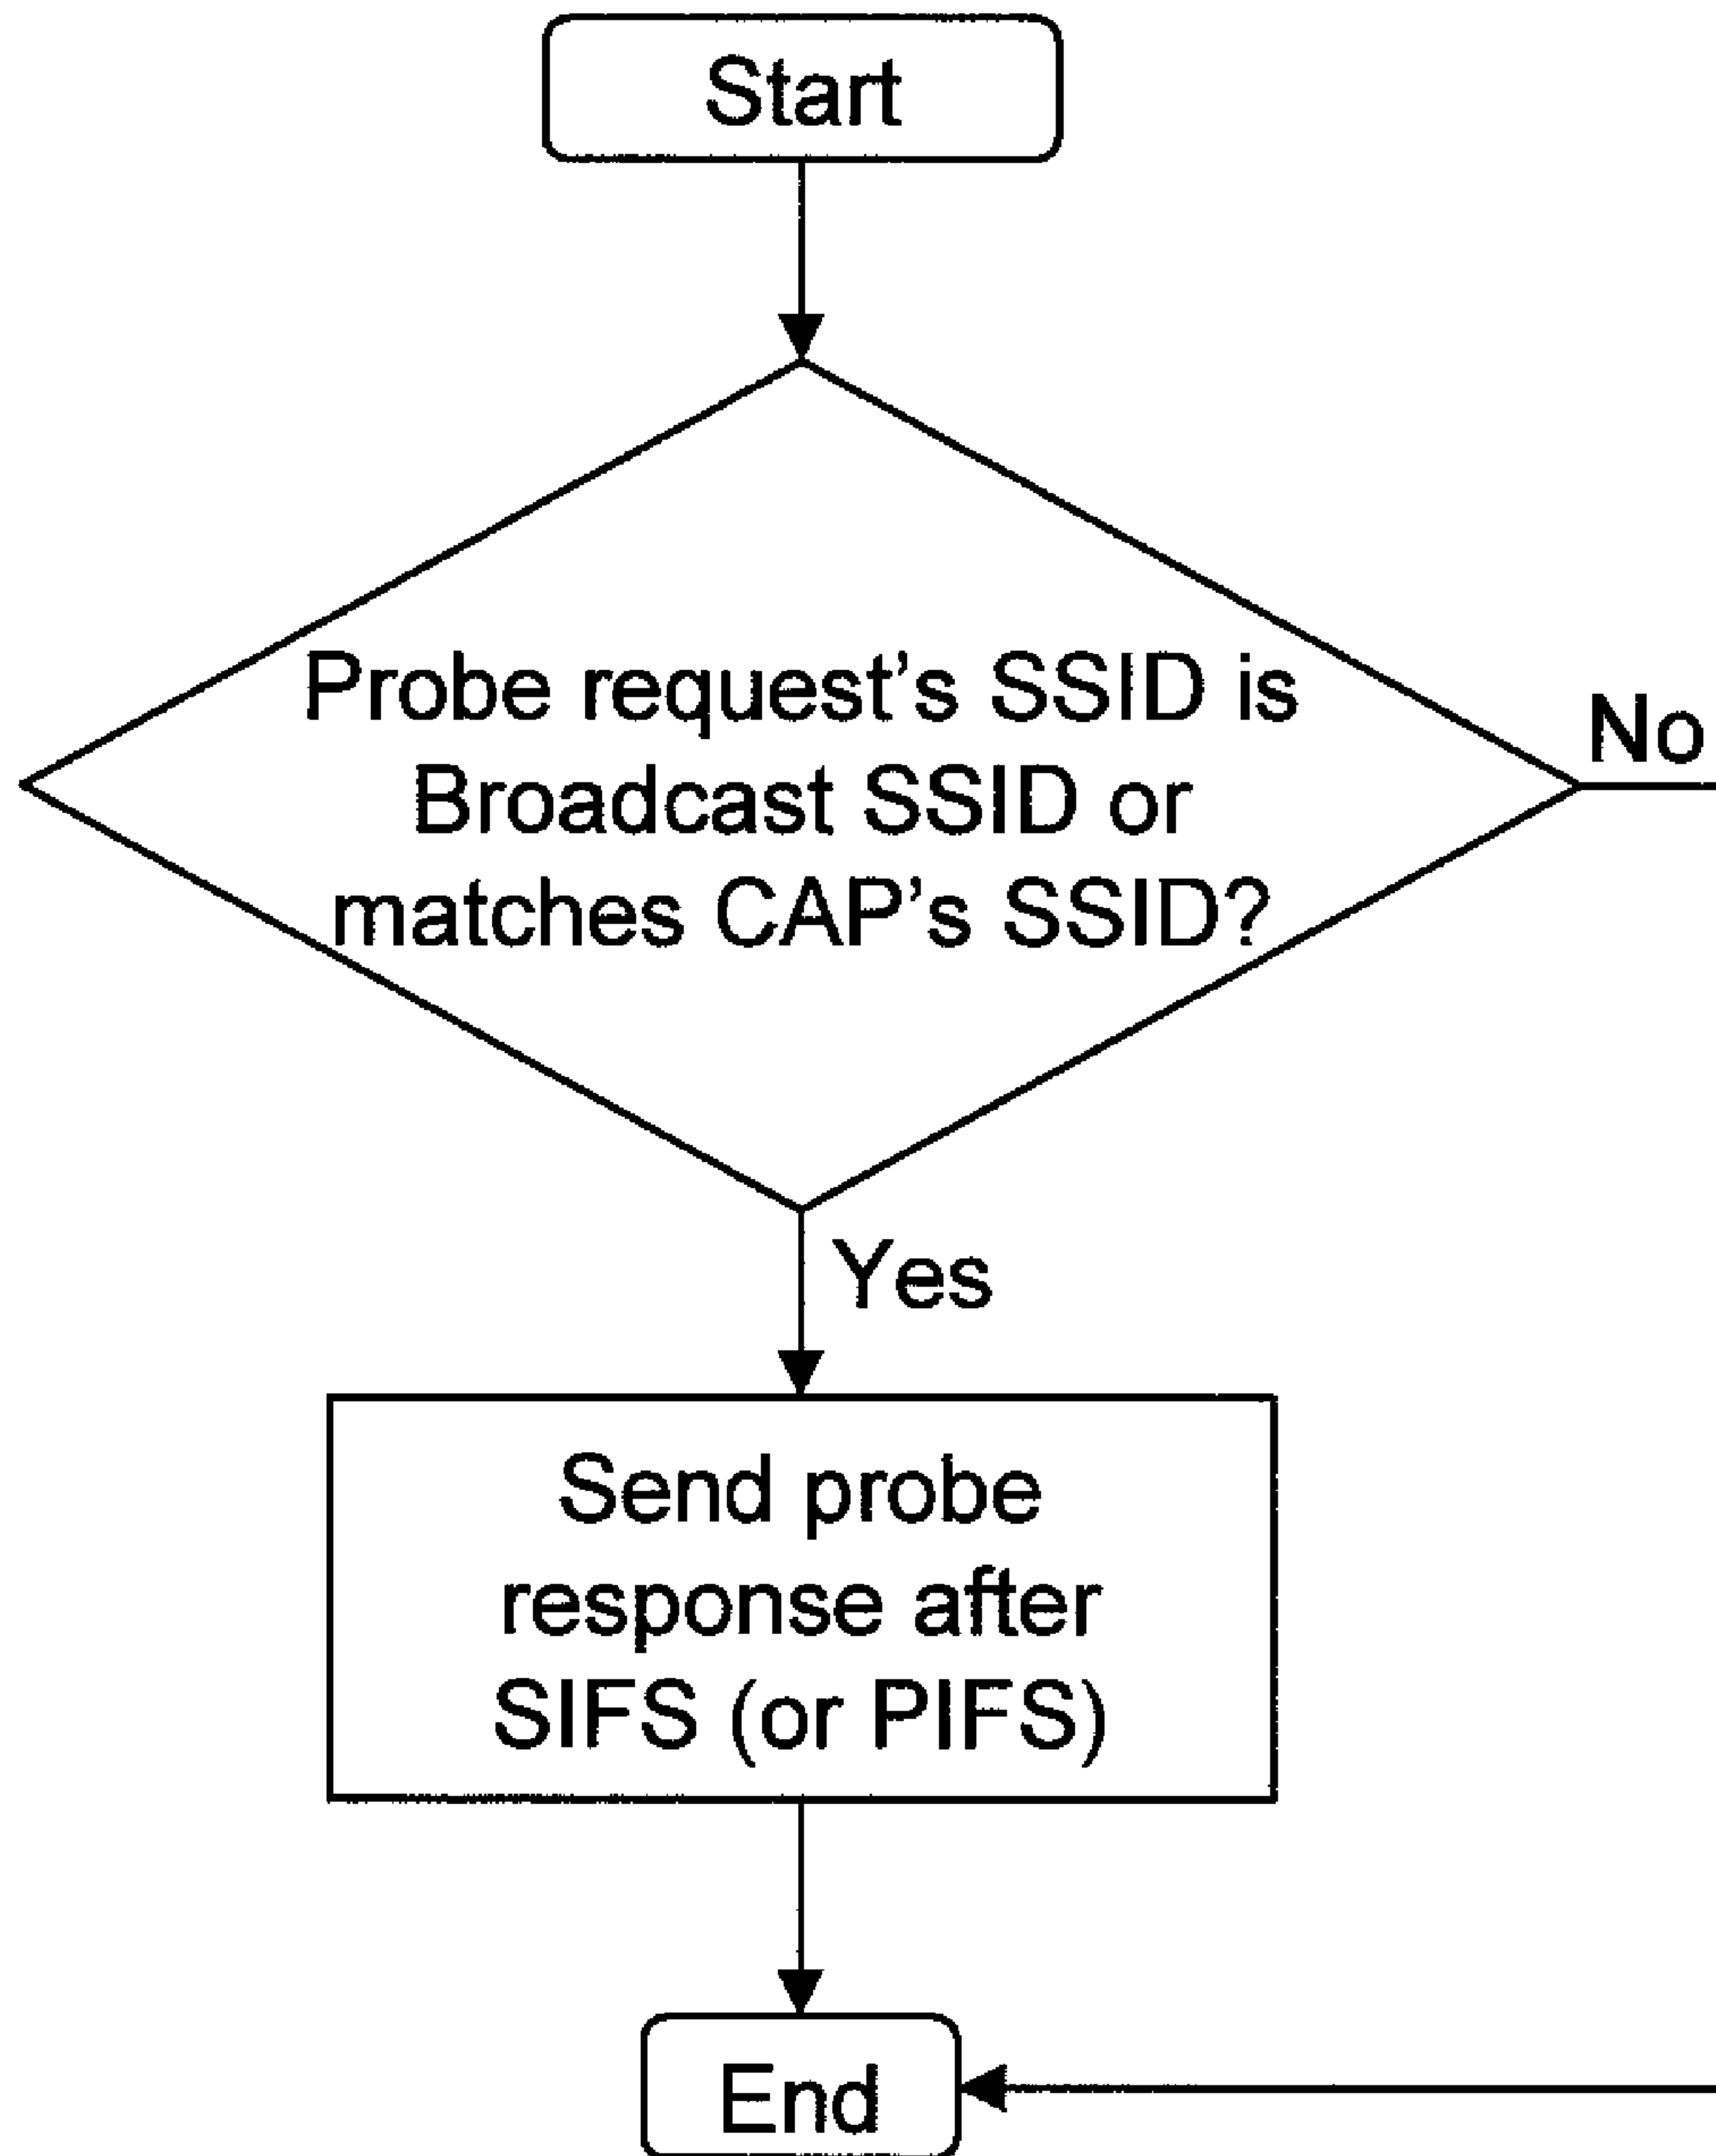 Start
Probe request’s SSID is
Broadcast SSID or
matches CAP’s SSID?
No
Yes
Send probe
response after
SIFS (or PIFS)
End